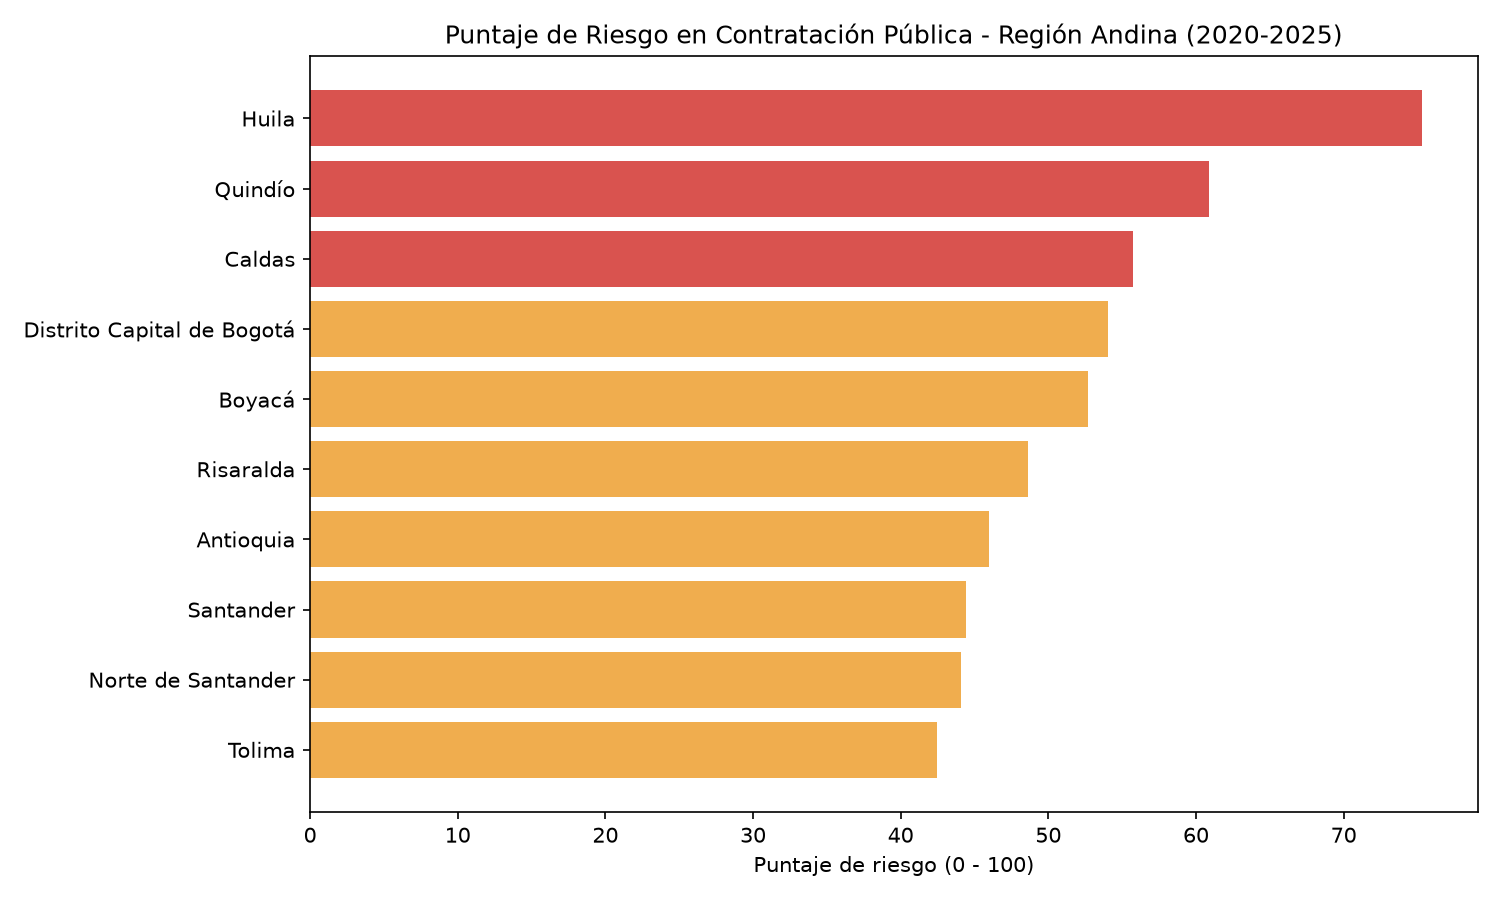 Puntaje de Riesgo en Contratación Pública - Región Andina (2020-2025)
Huila
Quindío
Caldas
Distrito Capital de Bogotá
Boyacá
Risaralda
Antioquia
Santander
Norte de Santander
Tolima
0 10 20 30 40 50 60 70
Puntaje de riesgo (0 - 100)